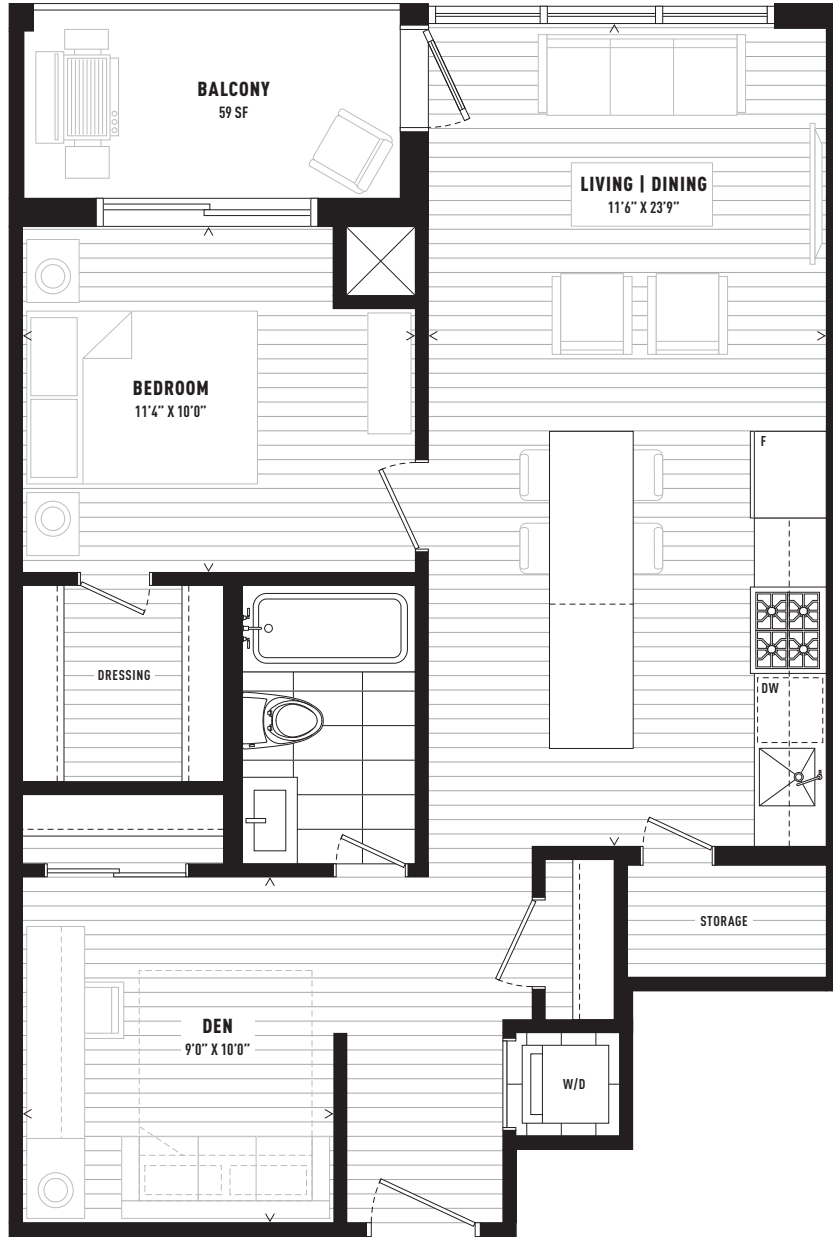 BALCONY
59 SF
LIVING | DINING
11'6" X 23'9"
BEDROOM
11'4" X 10'0"
F
DRESSING
DW
STORAGE
DEN
9'0" X 10'0"
W/D